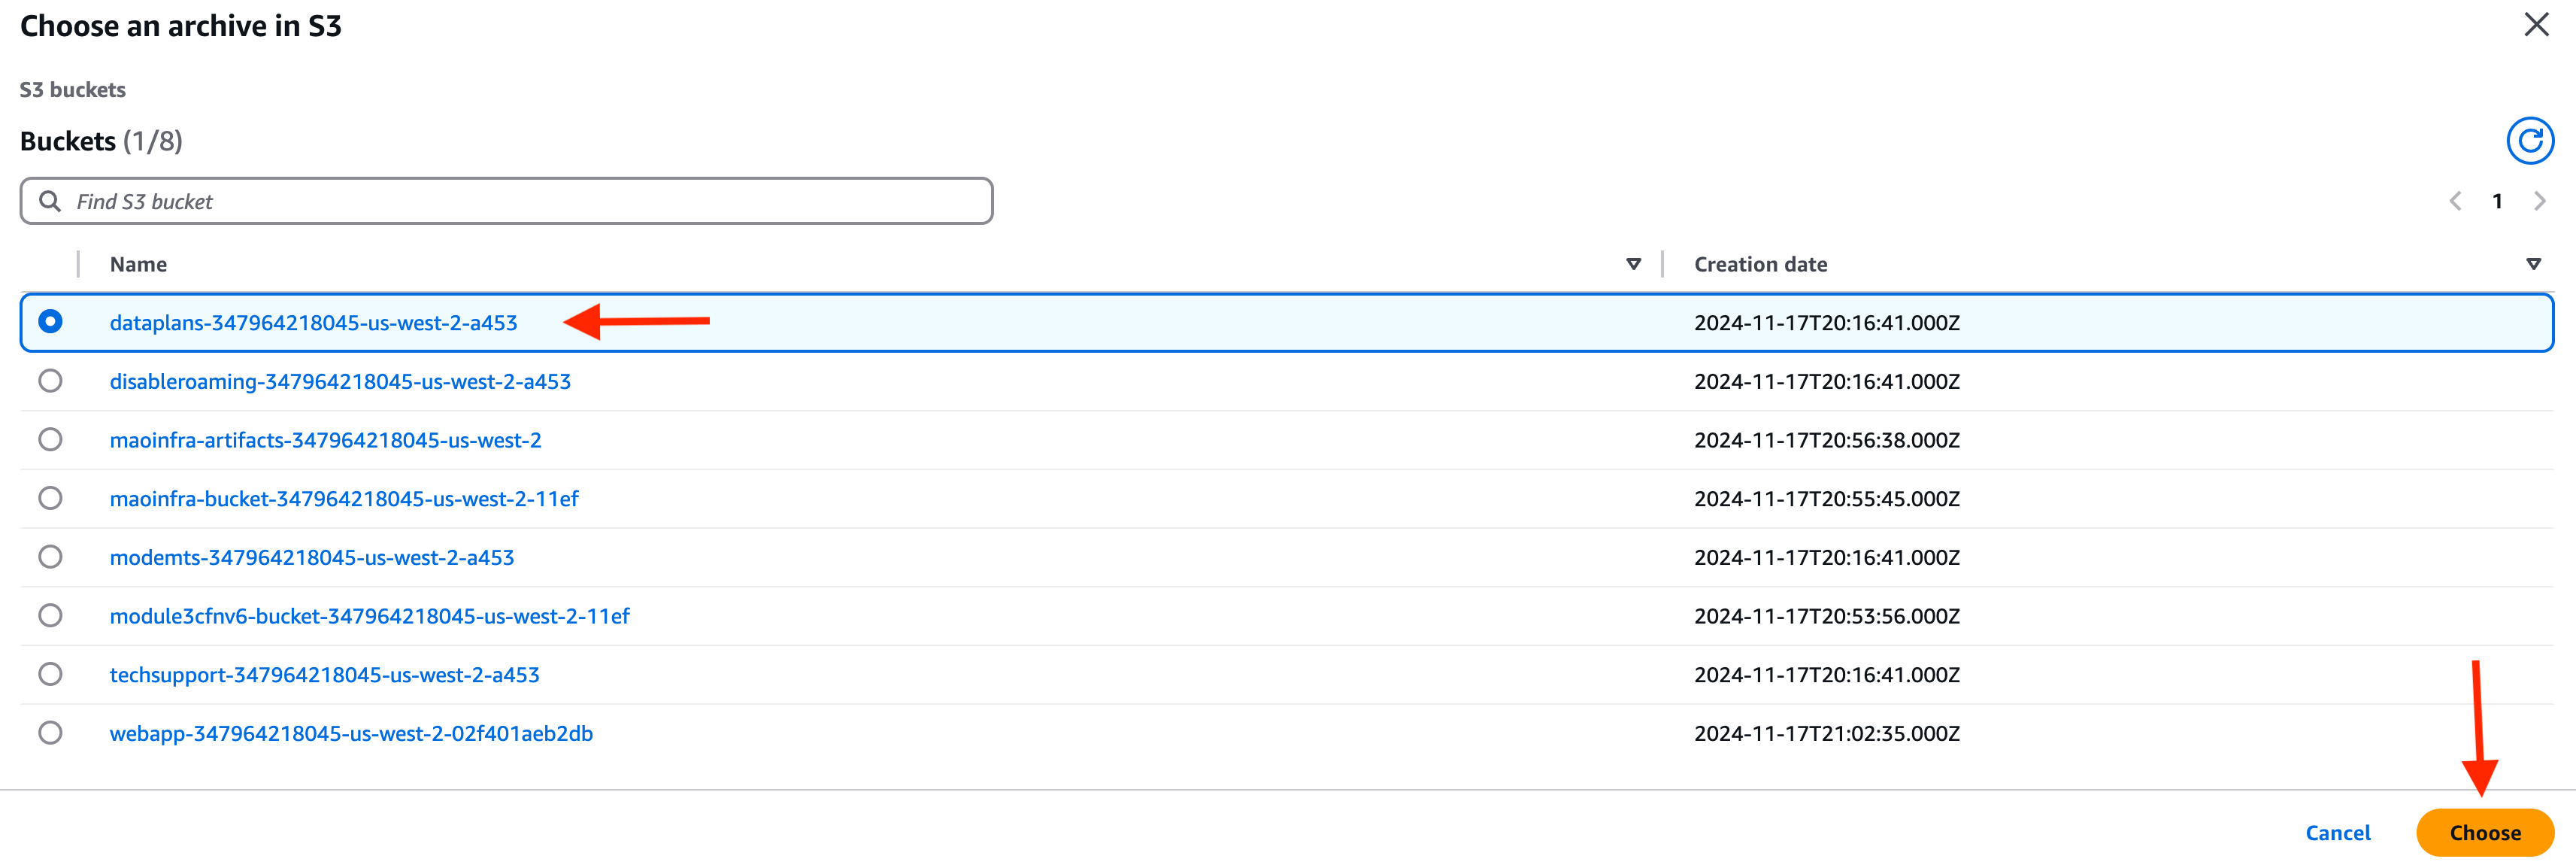 Choose an archive in S3
S3 buckets
Buckets (1/8)
Find S3 bucket
1
Name Creation date
dataplans-347964218045-us-west-2-a453 2024-11-17T20:16:41.000Z
disableroaming-347964218045-us-west-2-a453 2024-11-17T20:16:41.000Z
maoinfra-artifacts-347964218045-us-west-2 2024-11-17T20:56:38.000Z
maoinfra-bucket-347964218045-us-west-2-11ef 2024-11-17T20:55:45.000Z
modemts-347964218045-us-west-2-a453 2024-11-17T20:16:41.000Z
module3cfnv6-bucket-347964218045-us-west-2-11ef 2024-11-17T20:53:56.000Z
techsupport-347964218045-us-west-2-a453 2024-11-17T20:16:41.000Z
webapp-347964218045-us-west-2-02f401aeb2db 2024-11-17T21:02:35.000Z
Cancel Choose